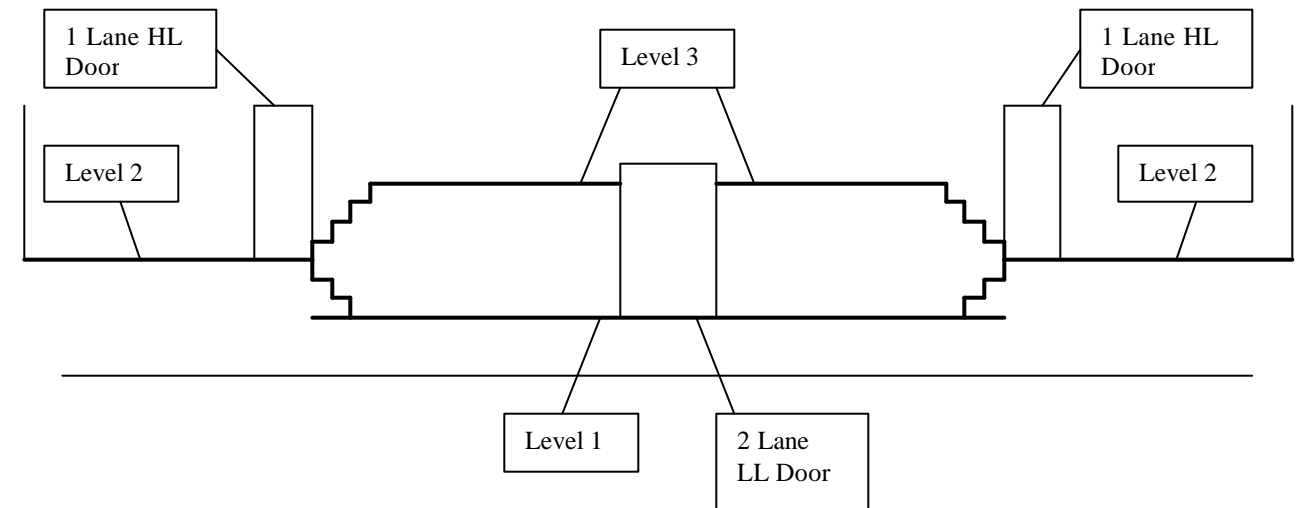 1 Lane HL
Door
Level 3
1 Lane HL
Door
Level 2
Level 2
Level 1
2 Lane
LL Door